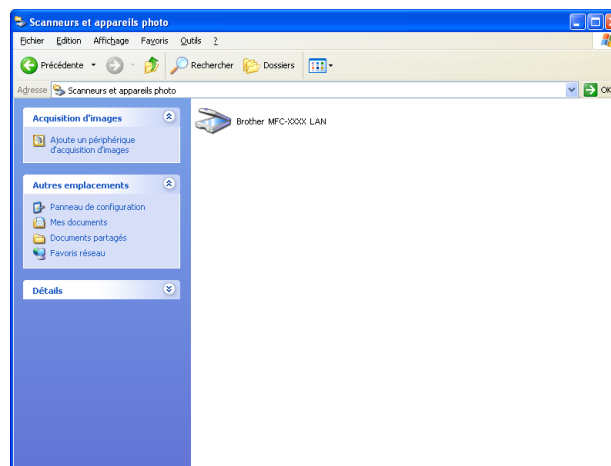 Scanneurs et appareils photo
Fichier Edition Affichage Favoris Outils ?
Précédente Rechercher Dossiers
Adresse Scanneurs et appareils photo OK
Acquisition d'images
Ajoute un périphérique
d'acquisition d'images
Brother MFC-XXXX LAN
Autres emplacements
Panneau de configuration
Mes documents
Documents partagés
Favoris réseau
Détails